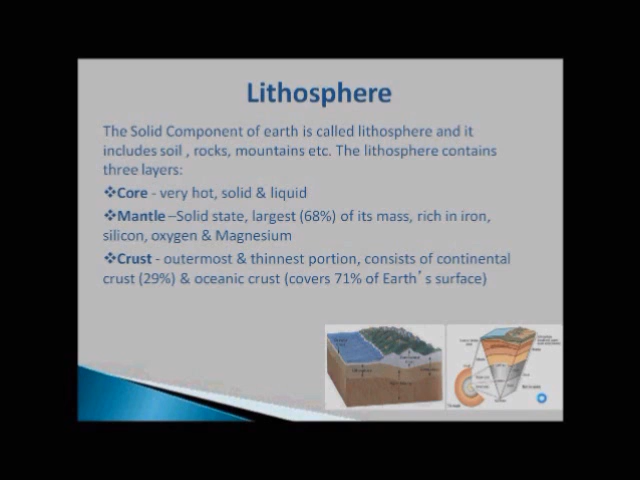 Lithosphere
The Solid Component of earth is called lithosphere and it
includes soil , rocks, mountains etc. The lithosphere contains
three layers:
❖Core - very hot, solid & liquid
❖Mantle –Solid state, largest (68%) of its mass, rich in iron,
silicon, oxygen & Magnesium
❖Crust - outermost & thinnest portion, consists of continental
crust (29%) & oceanic crust (covers 71% of Earth's surface)